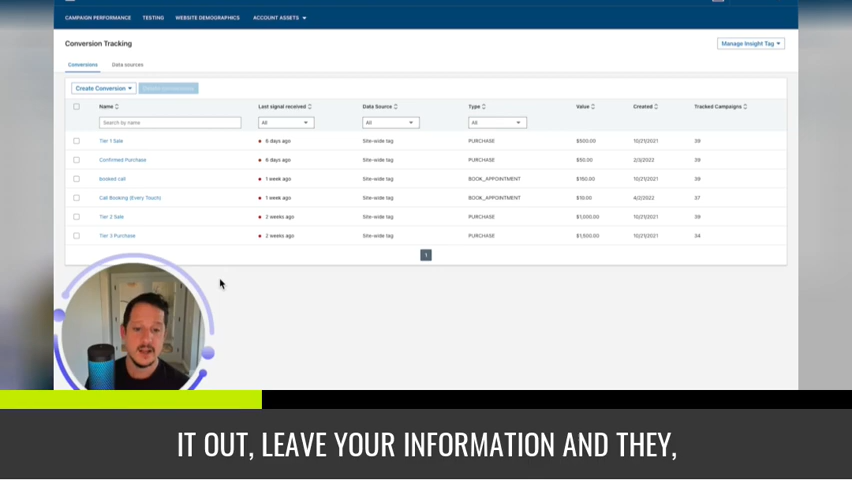 CAMPAIGN PERFORMANCE TESTING WEBSITE DEMOGRAPHICS ACCOUNT ASSETS
Conversion Tracking
Manage Insight Tag
Conversions Data sources
Create Conversion
Name Last signal received Data Source Type Value Created Tracked Campaigns
Search by name All All All
Tier 1 Sale 6 days ago Site-wide tag PURCHASE $500.00 10/21/2021 39
Confirmed Purchase 6 days ago Site-wide tag PURCHASE $50.00 2/3/2022 39
booked call 1 week ago Site-wide tag BOOK_APPOINTMENT $150.00 10/21/2021 39
Call Booking (Every Touch) 1 week ago Site-wide tag BOOK_APPOINTMENT $10.00 4/2/2022 37
Tier 2 Sale 2 weeks ago Site-wide tag PURCHASE $1,000.00 10/21/2021 39
Tier 3 Purchase 2 weeks ago Site-wide tag PURCHASE $1,500.00 10/21/2021 34
1
IT OUT, LEAVE YOUR INFORMATION AND THEY,